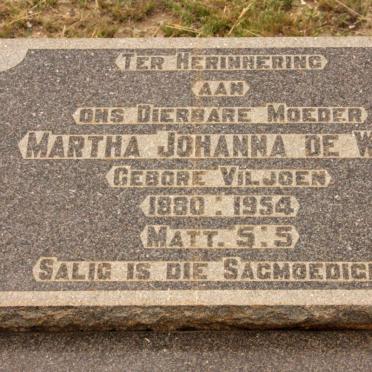 TER HERINNERING
AAN
ONS DIERBARE MOEDER
MARTHA JOHANNA DE
GEBORE VILJOEN
1880 : 1954
MATT. 5:5
SALIG IS DIE